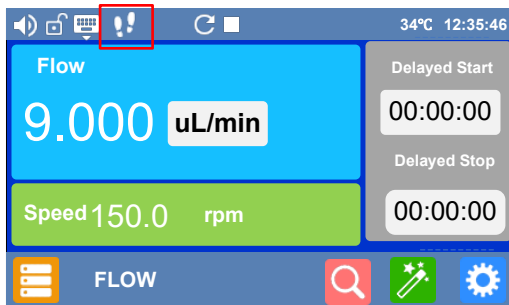 34℃ 12:35:46
Flow
9.000 uL/min
Speed 150.0 rpm
Delayed Start
00:00:00
Delayed Stop
00:00:00
FLOW